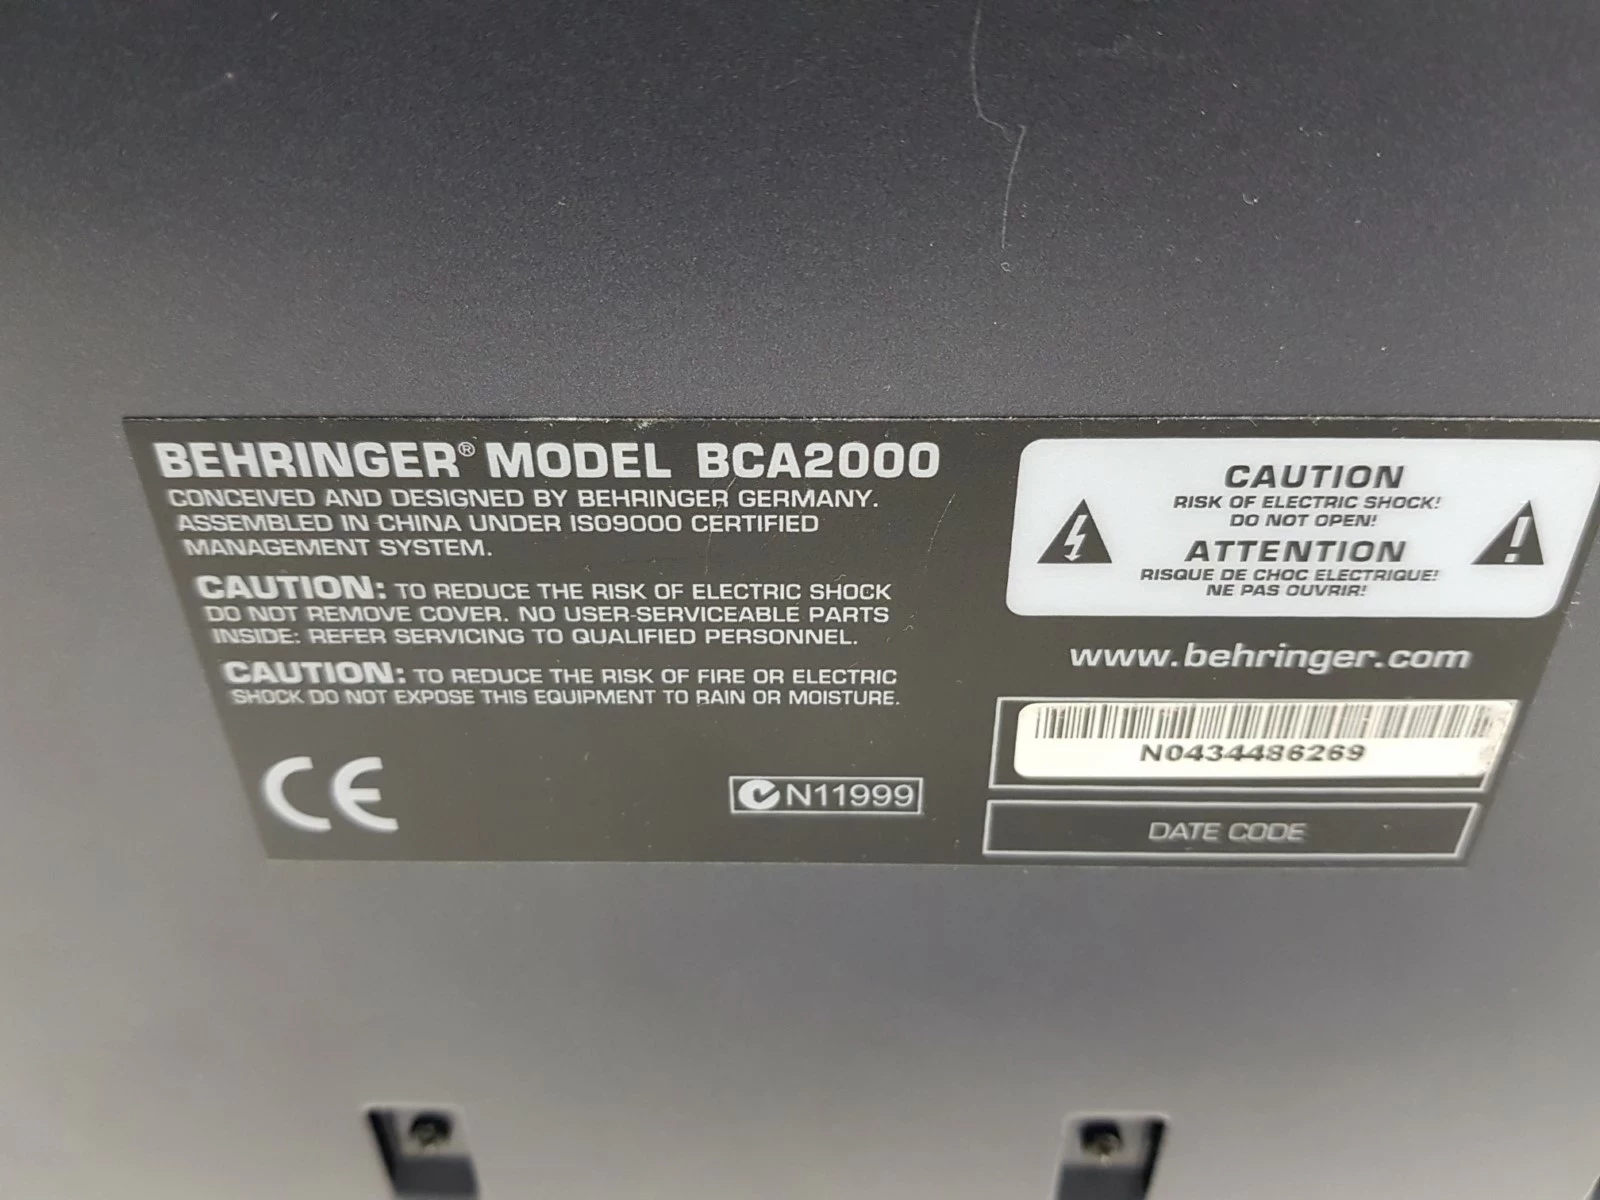 BEHRINGER® MODEL BCA2000
CONCEIVED AND DESIGNED BY BEHRINGER GERMANY.
ASSEMBLED IN CHINA UNDER ISO9000 CERTIFIED
MANAGEMENT SYSTEM.
CAUTION: TO REDUCE THE RISK OF ELECTRIC SHOCK
DO NOT REMOVE COVER. NO USER-SERVICEABLE PARTS
INSIDE: REFER SERVICING TO QUALIFIED PERSONNEL.
CAUTION: TO REDUCE THE RISK OF FIRE OR ELECTRIC
SHOCK DO NOT EXPOSE THIS EQUIPMENT TO RAIN OR MOISTURE.
CE
N11999
CAUTION
RISK OF ELECTRIC SHOCK!
DO NOT OPEN!
ATTENTION
RISQUE DE CHOC ELECTRIQUE!
NE PAS OUVRIR!
www.behringer.com
N0434486269
DATE CODE